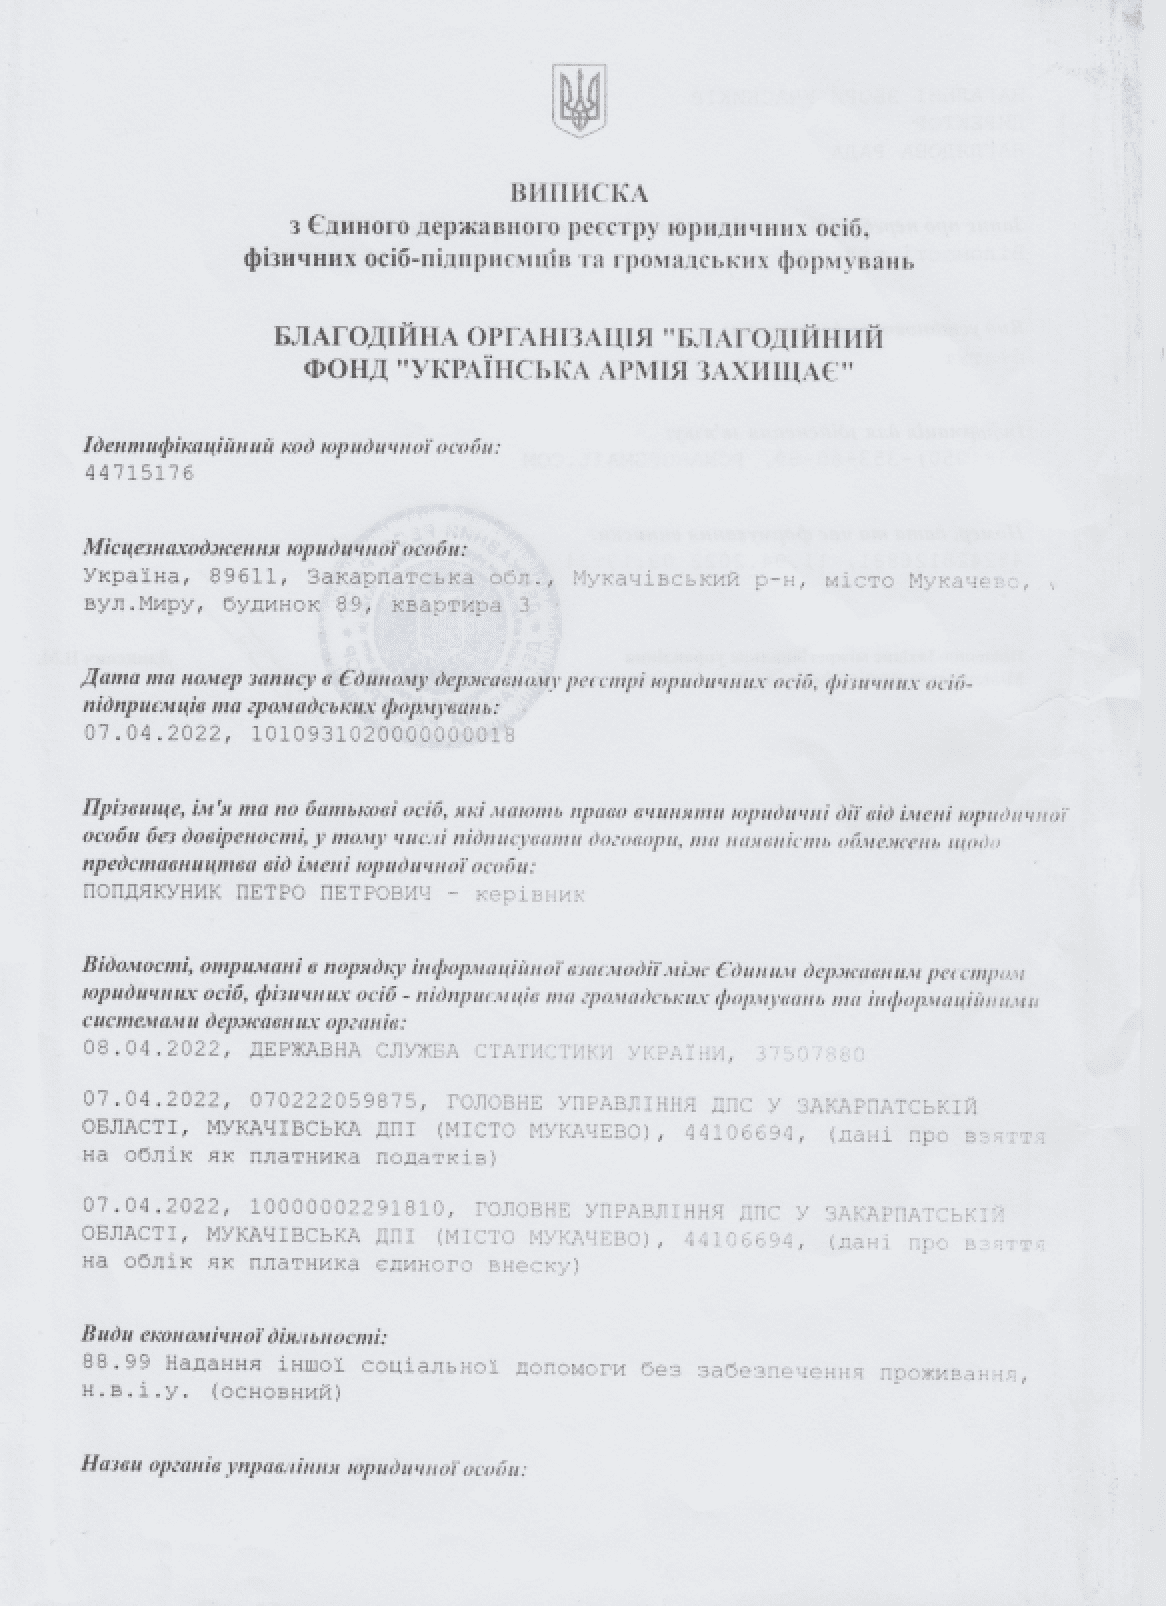 ВИПИСКА
з Єдиного державного реєстру юридичних осіб,
фізичних осіб-підприємців та громадських формувань
БЛАГОДІЙНА ОРГАНІЗАЦІЯ "БЛАГОДІЙНИЙ
ФОНД "УКРАЇНСЬКА АРМІЯ ЗАХИЩАЄ"
Ідентифікаційний код юридичної особи:
44715176
Місцезнаходження юридичної особи:
Україна, 89611, Закарпатська обл., Мукачівський р-н, місто Мукачево,
вул.Миру, будинок 89, квартира 3
Дата та номер запису в Єдиному державному реєстрі юридичних осіб, фізичних осіб-
підприємців та громадських формувань:
07.04.2022, 1010931020000000018
Прізвище, ім'я та по батькові осіб, які мають право вчиняти юридичні дії від імені юридичної
особи без довіреності, у тому числі підписувати договори, та наявність обмежень щодо
представництва від імені юридичної особи:
ПОПДЯКУНИК ПЕТРО ПЕТРОВИЧ - керівник
Відомості, отримані в порядку інформаційної взаємодії між Єдиним державним реєстром
юридичних осіб, фізичних осіб - підприємців та громадських формувань та інформаційними
системами державних органів:
08.04.2022, ДЕРЖАВНА СЛУЖБА СТАТИСТИКИ УКРАЇНИ, 37507880
07.04.2022, 070222059875, ГОЛОВНЕ УПРАВЛІННЯ ДПС У ЗАКАРПАТСЬКІЙ
ОБЛАСТІ, МУКАЧІВСЬКА ДПІ (МІСТО МУКАЧЕВО), 44106694, (дані про взяття
на облік як платника податків)
07.04.2022, 10000002291810, ГОЛОВНЕ УПРАВЛІННЯ ДПС У ЗАКАРПАТСЬКІЙ
ОБЛАСТІ, МУКАЧІВСЬКА ДПІ (МІСТО МУКАЧЕВО), 44106694, (дані про взяття
на облік як платника єдиного внеску)
Види економічної діяльності:
88.99 Надання іншої соціальної допомоги без забезпечення проживання,
н.в.і.у. (основний)
Назви органів управління юридичної особи: